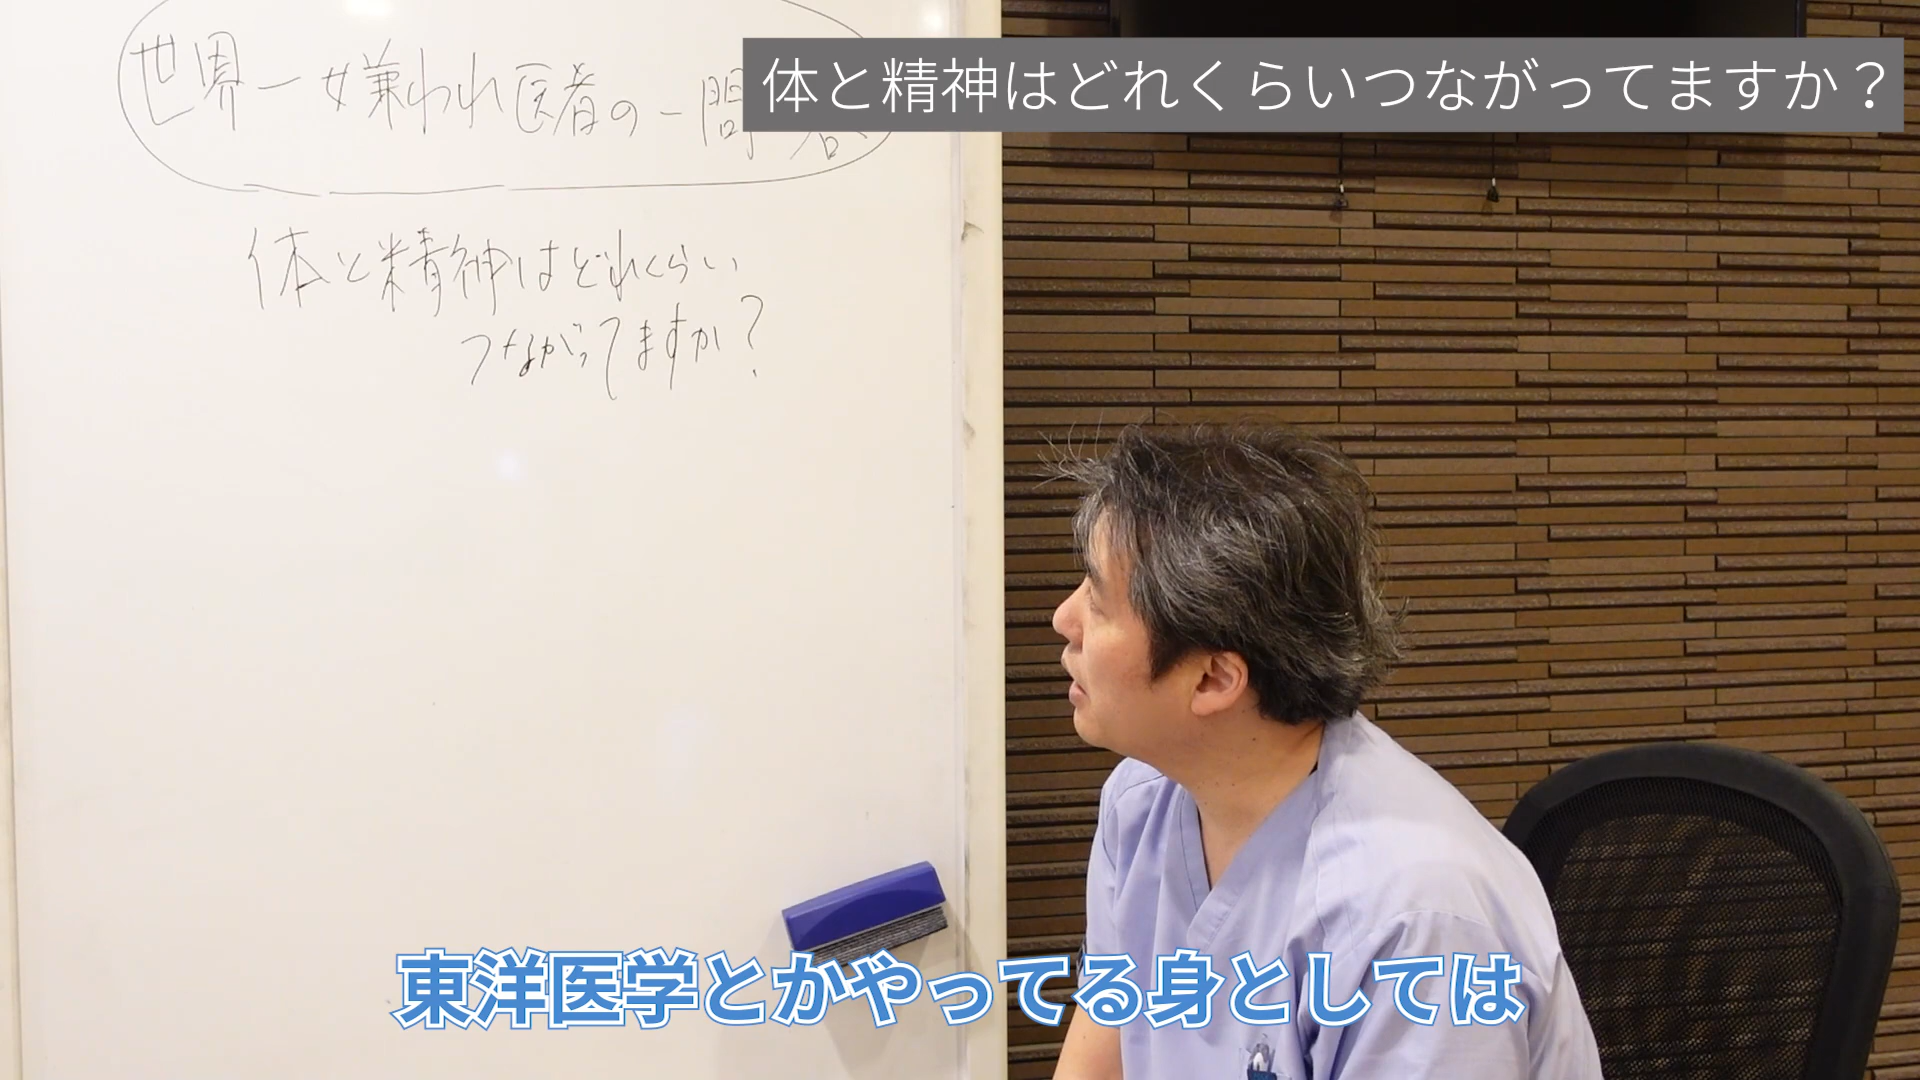 世界一嫌われ医者の一問
体と精神はどれくらいつながってますか？
体と精神はどれくらい
つながってますか？
東洋医学とかやってる身としては